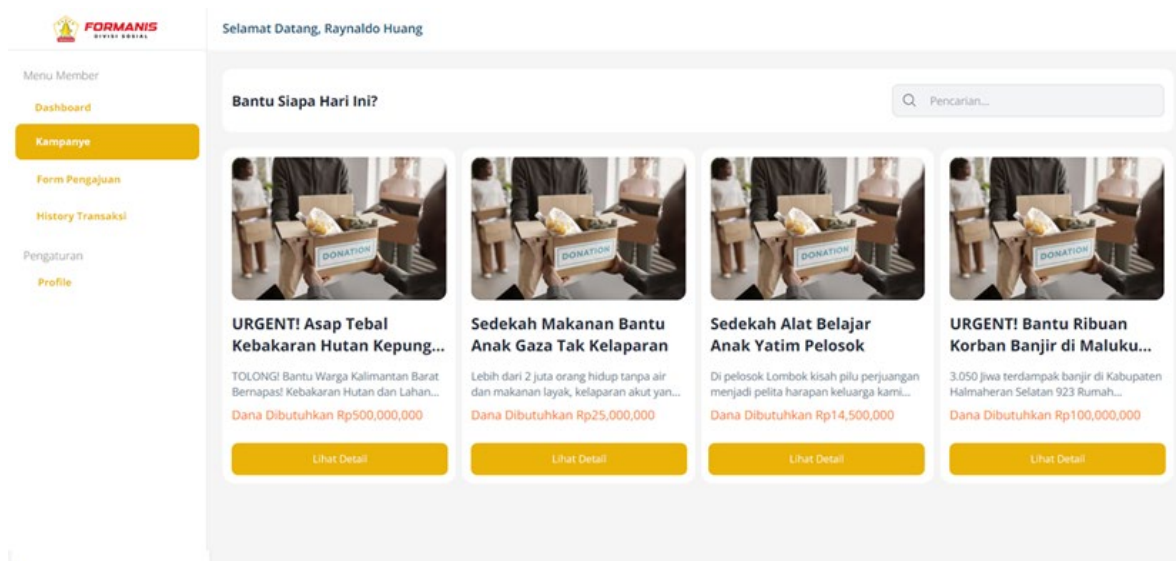 FORMANIS
DIVISI SOSIAL
Selamat Datang, Raynaldo Huang
Menu Member
Dashboard
Kampanye
Form Pengajuan
History Transaksi
Pengaturan
Profile
Bantu Siapa Hari Ini?
Pencarian...
DONATION
URGENT! Asap Tebal
Kebakaran Hutan Kepung...
TOLONG! Bantu Warga Kalimantan Barat
Bernapas! Kebakaran Hutan dan Lahan...
Dana Dibutuhkan Rp500,000,000
Lihat Detail
DONATION
Sedekah Makanan Bantu
Anak Gaza Tak Kelaparan
Lebih dari 2 juta orang hidup tanpa air
dan makanan layak, kelaparan akut yan...
Dana Dibutuhkan Rp25,000,000
Lihat Detail
DONATION
Sedekah Alat Belajar
Anak Yatim Pelosok
Di pelosok Lombok kisah pilu perjuangan
menjadi pelita harapan keluarga kami...
Dana Dibutuhkan Rp14,500,000
Lihat Detail
DONATION
URGENT! Bantu Ribuan
Korban Banjir di Maluku...
3.050 Jiwa terdampak banjir di Kabupaten
Halmaheran Selatan 923 Rumah...
Dana Dibutuhkan Rp100,000,000
Lihat Detail